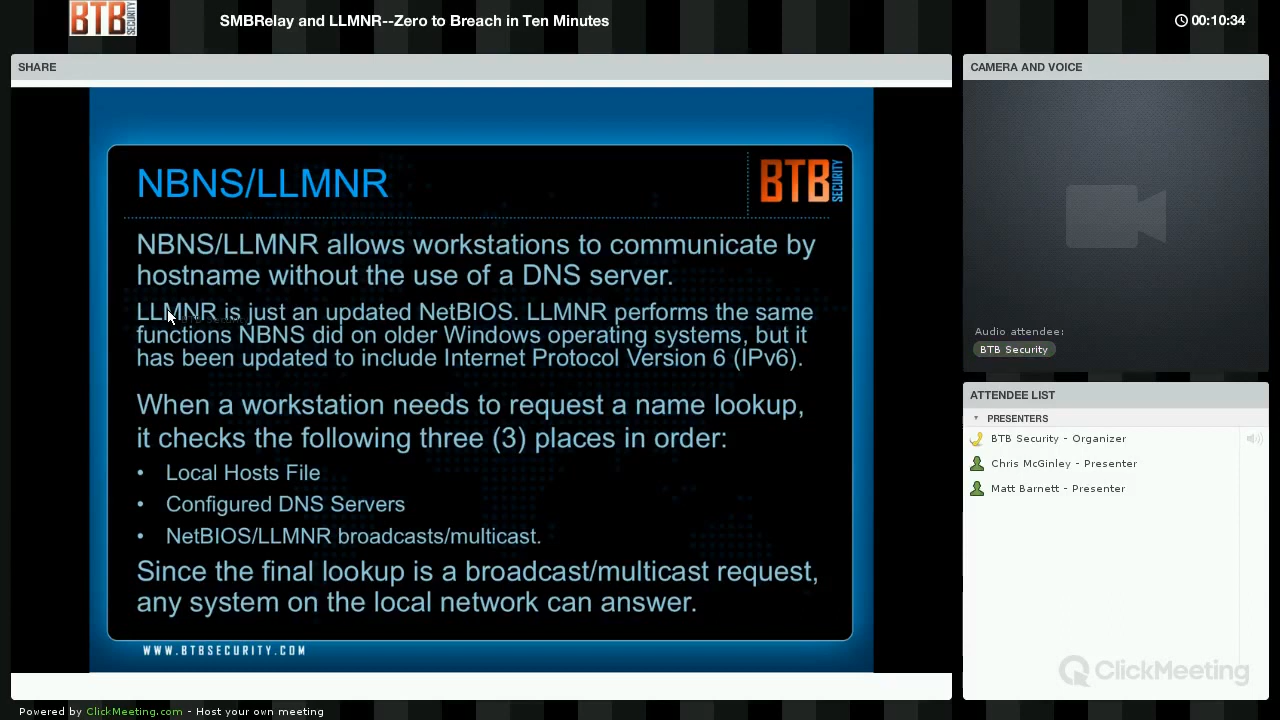 BTB SECURITY
SMBRelay and LLMNR--Zero to Breach in Ten Minutes
00:10:34
SHARE
NBNS/LLMNR
BTB SECURITY
NBNS/LLMNR allows workstations to communicate by
hostname without the use of a DNS server.
LLMNR is just an updated NetBIOS. LLMNR performs the same
functions NBNS did on older Windows operating systems, but it
has been updated to include Internet Protocol Version 6 (IPv6).
When a workstation needs to request a name lookup,
it checks the following three (3) places in order:
• Local Hosts File
• Configured DNS Servers
• NetBIOS/LLMNR broadcasts/multicast.
Since the final lookup is a broadcast/multicast request,
any system on the local network can answer.
WWW.BTBSECURITY.COM
CAMERA AND VOICE
Audio attendee:
BTB Security
ATTENDEE LIST
PRESENTERS
BTB Security - Organizer
Chris McGinley - Presenter
Matt Barnett - Presenter
ClickMeeting
Powered by ClickMeeting.com - Host your own meeting